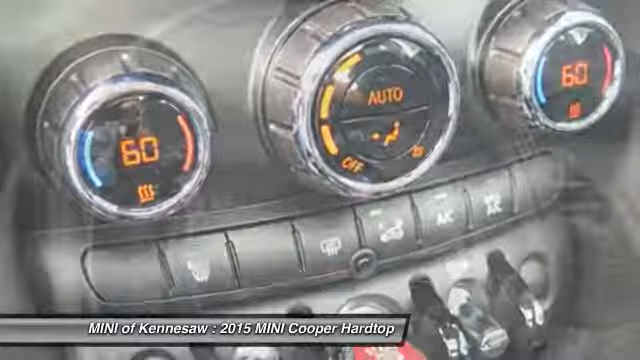 60
AUTO
60
OFF
A/C
A/C
MINI of Kennesaw : 2015 MINI Cooper Hardtop